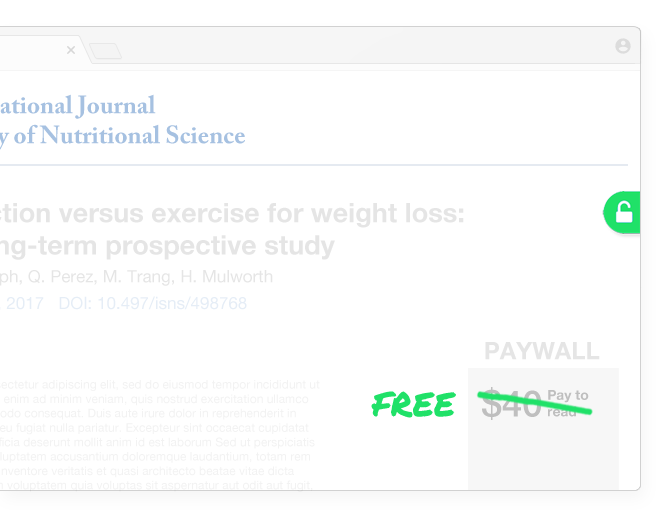 ational Journal
y of Nutritional Science
ction versus exercise for weight loss:
ng-term prospective study
ph, Q. Perez, M. Trang, H. Mulworth
2017 DOI: 10.497/isns/498768
PAYWALL
ectetur adipiscing elit, sed do eiusmod tempor incididunt ut
enim ad minim veniam, quis nostrud exercitation ullamco
odo consequat. Duis aute irure dolor in reprehenderit in
eu fugiat nulla pariatur. Excepteur sint occaecat cupidatat
ficia deserunt mollit anim id est laborum Sed ut perspiciatis
luptatem accusantium doloremque laudantium, totam rem
nventore veritatis et quasi architecto beatae vitae dicta
voluptatem quia voluptas sit aspernatur aut odit aut fugit,
FREE
$40 Pay to
read